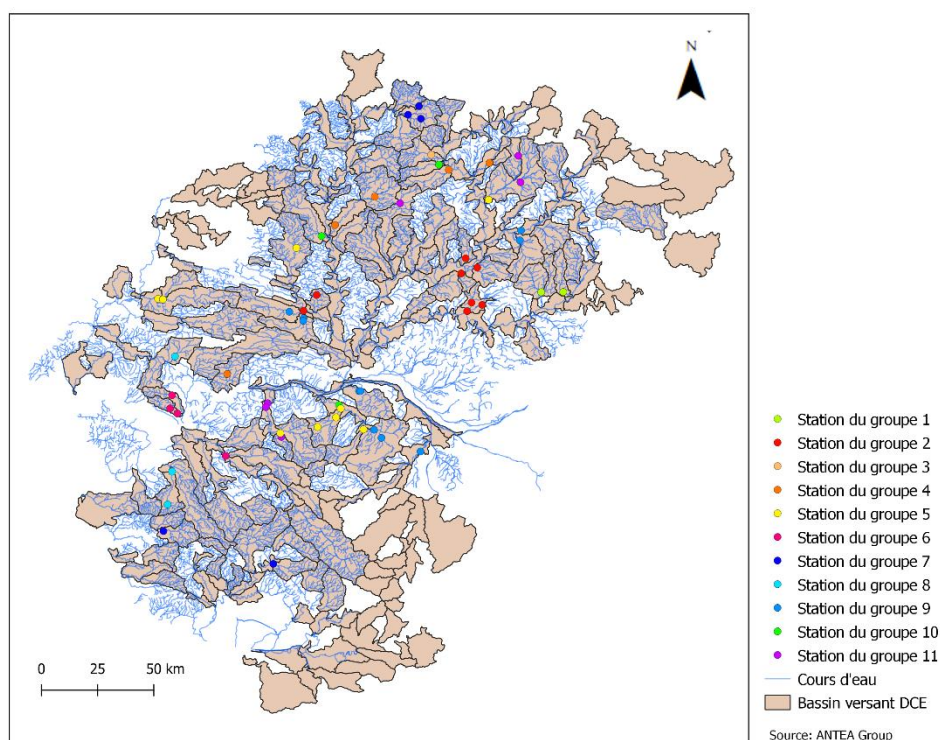 N
Station du groupe 1
Station du groupe 2
Station du groupe 3
Station du groupe 4
Station du groupe 5
Station du groupe 6
Station du groupe 7
Station du groupe 8
Station du groupe 9
Station du groupe 10
Station du groupe 11
Cours d'eau
Bassin versant DCE
0 25 50 km
Source: ANTEA Group